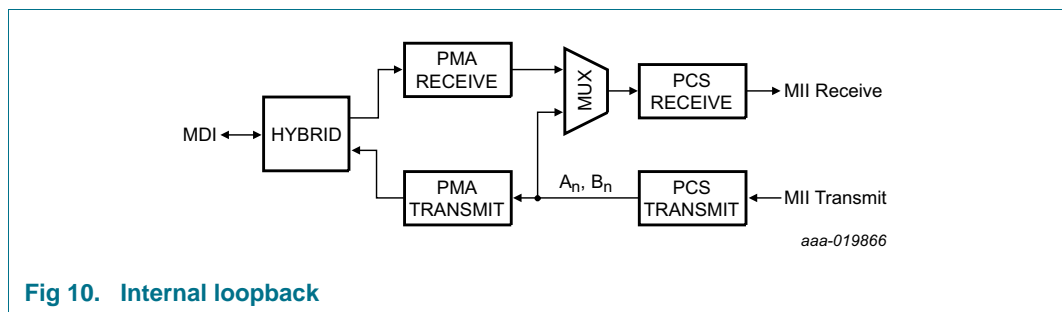 PMA
RECEIVE
MUX
PCS
RECEIVE
MII Receive
MDI
HYBRID
PMA
TRANSMIT
An, Bn
PCS
TRANSMIT
MII Transmit
aaa-019866
Fig 10. Internal loopback